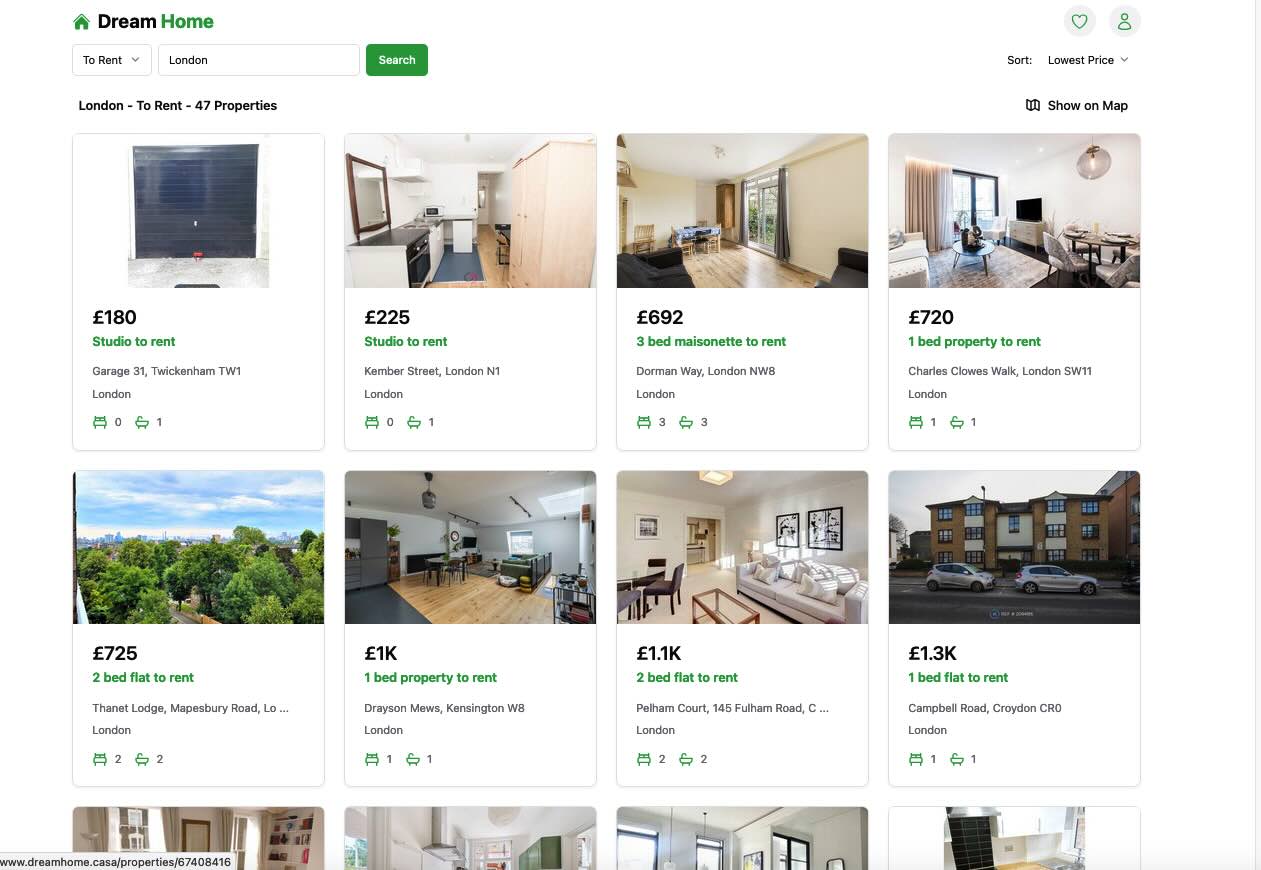 Dream Home
To Rent
London
Search
Sort: Lowest Price
London - To Rent - 47 Properties
Show on Map
£180
Studio to rent
Garage 31, Twickenham TW1
London
0 1
£225
Studio to rent
Kember Street, London N1
London
0 1
£692
3 bed maisonette to rent
Dorman Way, London NW8
London
3 3
£720
1 bed property to rent
Charles Clowes Walk, London SW11
London
1 1
£725
2 bed flat to rent
Thanet Lodge, Mapesbury Road, Lo ...
London
2 2
£1K
1 bed property to rent
Drayson Mews, Kensington W8
London
1 1
£1.1K
2 bed flat to rent
Pelham Court, 145 Fulham Road, C ...
London
2 2
£1.3K
1 bed flat to rent
Campbell Road, Croydon CR0
London
1 1
www.dreamhome.casa/properties/67408416